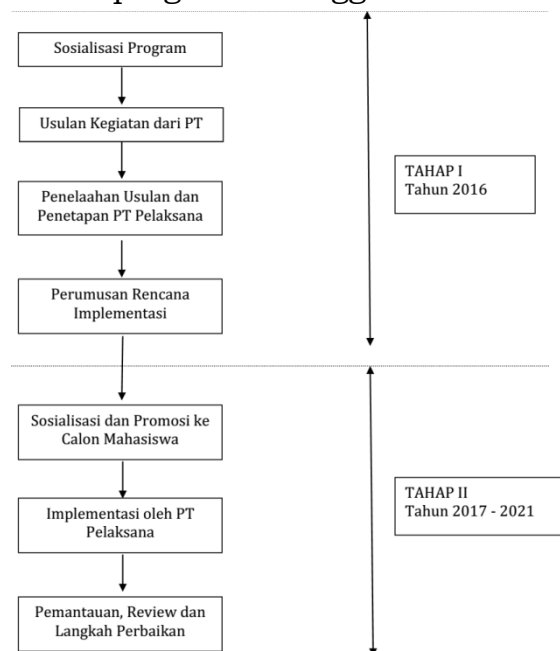 Sosialisasi Program
Usulan Kegiatan dari PT
Penelaahan Usulan dan
Penetapan PT Pelaksana
Perumusan Rencana
Implementasi
TAHAP I
Tahun 2016
Sosialisasi dan Promosi ke
Calon Mahasiswa
Implementasi oleh PT
Pelaksana
Pemantauan, Review dan
Langkah Perbaikan
TAHAP II
Tahun 2017 - 2021